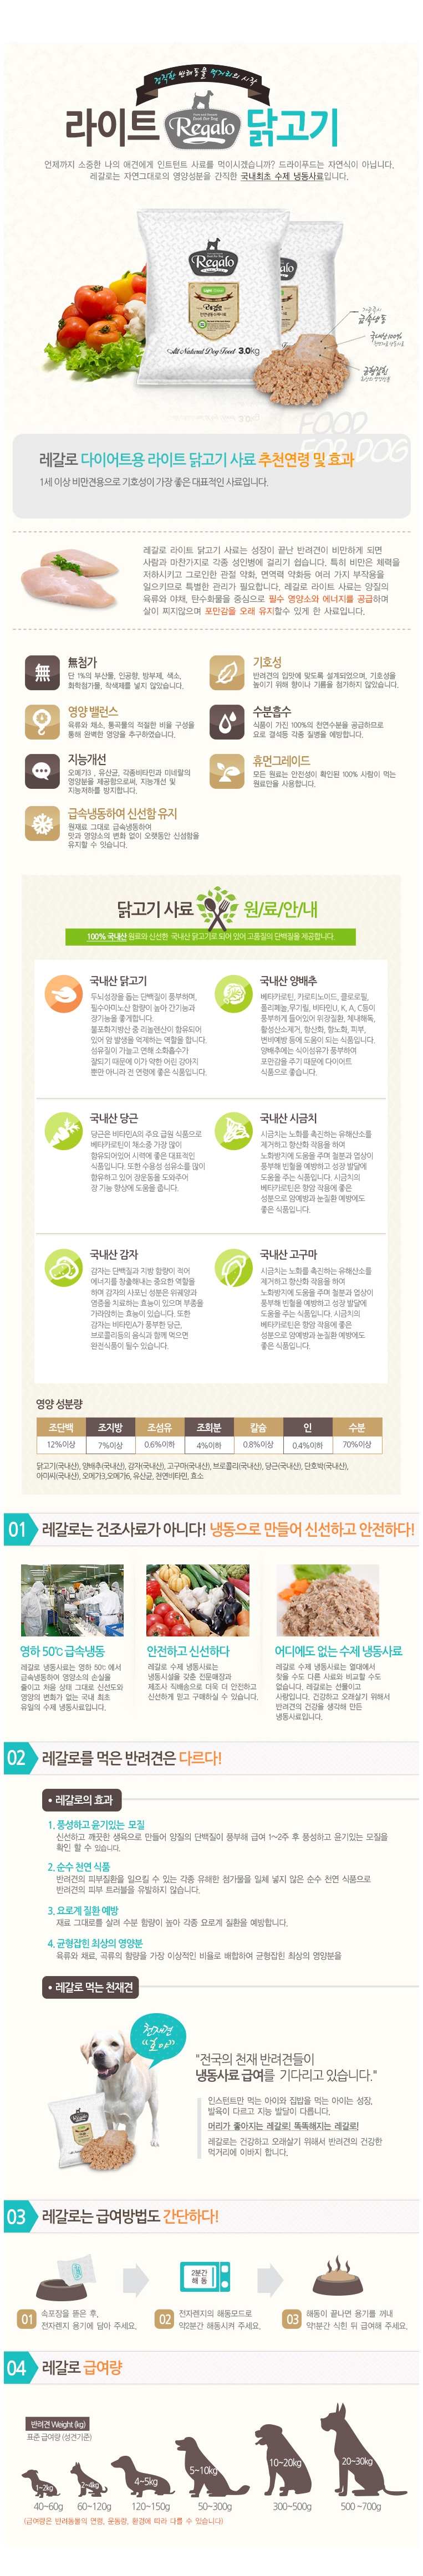 정직한 반려동물 먹거리의 시작
라이트 Regalo 닭고기
언제까지 소중한 나의 애견에게 인트턴트 사료를 먹이시겠습니까? 드라이푸드는 자연식이 아닙니다.
레갈로는 자연그대로의 영양성분을 간직한 국내최초 수제 냉동사료입니다.
Regalo
All Natural Dog Food 3.0kg
급속냉동
국내산 100%
균형잡힌
FOOD
FOR DOG
레갈로 다이어트용 라이트 닭고기 사료 추천연령 및 효과
1세 이상 비만견용으로 기호성이 가장 좋은 대표적인 사료입니다.
레갈로 라이트 닭고기 사료는 성장이 끝난 반려견이 비만하게 되면
사람과 마찬가지로 각종 성인병에 걸리기 쉽습니다. 특히 비만은 체력을
저하시키고 그로인한 관절 약화, 면역력 약화등 여러 가지 부작용을
일으키므로 특별한 관리가 필요합니다. 레갈로 라이트 사료는 양질의
육류와 야채, 탄수화물을 중심으로 필수 영양소와 에너지를 공급하며
살이 찌지않으며 포만감을 오래 유지할수 있게 한 사료입니다.
無
無첨가
단 1%의 부산물, 인공향, 방부제, 색소,
화학첨가물, 착색제를 넣지 않았습니다.
기호성
반려견의 입맛에 맞도록 설계되었으며, 기호성을
높이기 위해 향이나 기름을 첨가하지 않았습니다.
영양 밸런스
육류와 채소, 통곡물의 적절한 비율 구성을
통해 완벽한 영양을 추구하였습니다.
수분흡수
식품이 가진 100%의 천연수분을 공급하므로
요로 결석등 각종 질병을 예방합니다.
지능개선
오메가3 , 유산균, 각종비타민과 미네랄의
영양분을 제공함으로써, 지능개선 및
지능저하를 방지합니다.
휴먼그레이드
모든 원료는 안전성이 확인된 100% 사람이 먹는
원료만을 사용합니다.
급속냉동하여 신선함 유지
원재료 그대로 급속냉동하여
맛과 영양소의 변화 없이 오랫동안 신섬함을
유지할 수 있습니다.
닭고기 사료 원/료/안/내
100% 국내산 원료와 신선한 국내산 닭고기로 되어 있어 고품질의 단백질을 제공합니다.
국내산 닭고기
두뇌성장을 돕는 단백질이 풍부하며,
필수아미노산 함량이 높아 간기능과
장기능을 좋게합니다.
불포화지방산 중 리놀렌산이 함유되어
있어 암 발생을 억제하는 역할을 합니다.
섬유질이 가늘고 연해 소화흡수가
잘되기 때문에 이가 약한 어린 강아지
뿐만 아니라 전 연령에 좋은 식품입니다.
국내산 양배추
베타카로틴, 카로티노이드, 클로로필,
폴리페놀,무기릴, 비타민U, K, A, C등이
풍부하게 들어있어 위장질환, 체내해독,
활성산소제거, 항산화, 항노화, 피부,
변비예방 등에 도움이 되는 식품입니다.
양배추에는 식이섬유가 풍부하여
포만감을 주기 때문에 다이어트
식품으로 좋습니다.
국내산 당근
당근은 비타민A의 주요 급원 식품으로
베타카로틴이 채소중 가장 많이
함유되어있어 시력에 좋은 대표적인
식품입니다. 또한 수용성 섬유소를 많이
함유하고 있어 장운동을 도와주어
장 기능 향상에 도움을 줍니다.
국내산 시금치
시금치는 노화를 촉진하는 유해산소를
제거하고 항산화 작용을 하여
노화방지에 도움을 주며 철분과 엽상이
풍부해 빈혈을 예방하고 성장 발달에
도움을 주는 식품입니다. 시금치의
베타카로틴은 항암 작용에 좋은
성분으로 암예방과 눈질환 예방에도
좋은 식품입니다.
국내산 감자
감자는 단백질과 지방 함량이 적어
에너지를 창출해내는 중요한 역할을
하며 감자의 사포닌 성분은 위궤양과
염증을 치료하는 효능이 있으며 부종을
가라앉히는 효능이 있습니다. 또한
감자는 비타민A가 풍부한 당근,
브로콜리등의 음식과 함께 먹으면
완전식품이 될수 있습니다.
국내산 고구마
시금치는 노화를 촉진하는 유해산소를
제거하고 항산화 작용을 하여
노화방지에 도움을 주며 철분과 엽상이
풍부해 빈혈을 예방하고 성장 발달에
도움을 주는 식품입니다. 시금치의
베타카로틴은 항암 작용에 좋은
성분으로 암예방과 눈질환 예방에도
좋은 식품입니다.
영양 성분량
조단백 조지방 조섬유 조회분 칼슘 인 수분
12%이상 7%이상 0.6%이하 4%이하 0.8%이상 0.4%이하 70%이상
닭고기(국내산), 양배추(국내산), 감자(국내산), 고구마(국내산), 브로콜리(국내산), 당근(국내산), 단호박(국내산),
아미씨(국내산), 오메가3,오메가6, 유산균, 천연비타민, 효소
01 레갈로는 건조사료가 아니다! 냉동으로 만들어 신선하고 안전하다!
영하 50℃ 급속냉동
레갈로 냉동사료는 영하 50℃ 에서
급속냉동하여 영양소의 손실을
줄이고 처음 상태 그대로 신선도와
영양의 변화가 없는 국내 최초
유일의 수제 냉동사료입니다.
안전하고 신선하다
레갈로 수제 냉동사료는
냉동시설을 갖춘 전문매장과
제조사 직배송으로 더욱 더 안전하고
신선하게 믿고 구매하실 수 있습니다.
어디에도 없는 수제 냉동사료
레갈로 수제 냉동사료는 열대에서
찾을 수도 다른 사료와 비교할 수도
없습니다. 레갈로는 선물이고
사랑입니다. 건강하고 오래살기 위해서
반려견의 건강을 생각해 만든
냉동사료입니다.
02 레갈로를 먹은 반려견은 다르다!
• 레갈로의 효과
1. 풍성하고 윤기있는 모질
신선하고 깨끗한 생육으로 만들어 양질의 단백질이 풍부해 급여 1~2주 후 풍성하고 윤기있는 모질을
확인 할 수 있습니다.
2. 순수 천연 식품
반려견의 피부질환을 일으킬 수 있는 각종 유해한 첨가물을 일체 넣지 않은 순수 천연 식품으로
반려견의 피부 트러블을 유발하지 않습니다.
3. 요로계 질환 예방
재료 그대로를 살려 수분 함량이 높아 각종 요로계 질환을 예방합니다.
4. 균형잡힌 최상의 영양분
육류와 채료, 곡류의 함량을 가장 이상적인 비율로 배합하여 균형잡힌 최상의 영양분을
• 레갈로 먹는 천재견
천재견
"호야"
"전국의 천재 반려견들이
냉동사료 급여를 기다리고 있습니다."
인스턴트만 먹는 아이와 집밥을 먹는 아이는 성장,
발육이 다르고 지능 발달이 다릅니다.
머리가 좋아지는 레갈로! 똑똑해지는 레갈로!
레갈로는 건강하고 오래살기 위해서 반려견의 건강한
먹거리에 이바지 합니다.
Regalo
03 레갈로는 급여방법도 간단하다!
2분간
해 동
01 속포장을 뜯은 후,
전자렌지 용기에 담아 주세요.
02 전자렌지의 해동모드로
약2분간 해동시켜 주세요.
03 해동이 끝나면 용기를 꺼내
약1분간 식힌 뒤 급여해 주세요.
04 레갈로 급여량
반려견 Weight (kg)
표준 급여량 (성견기준)
1~2kg 2~4kg 4~5kg 5~10kg 10~20kg 20~30kg
40~60g 60~120g 120~150g 50~300g 300~500g 500 ~700g
(급여량은 반려동물의 연령, 운동량, 환경에 따라 다를 수 있습니다)